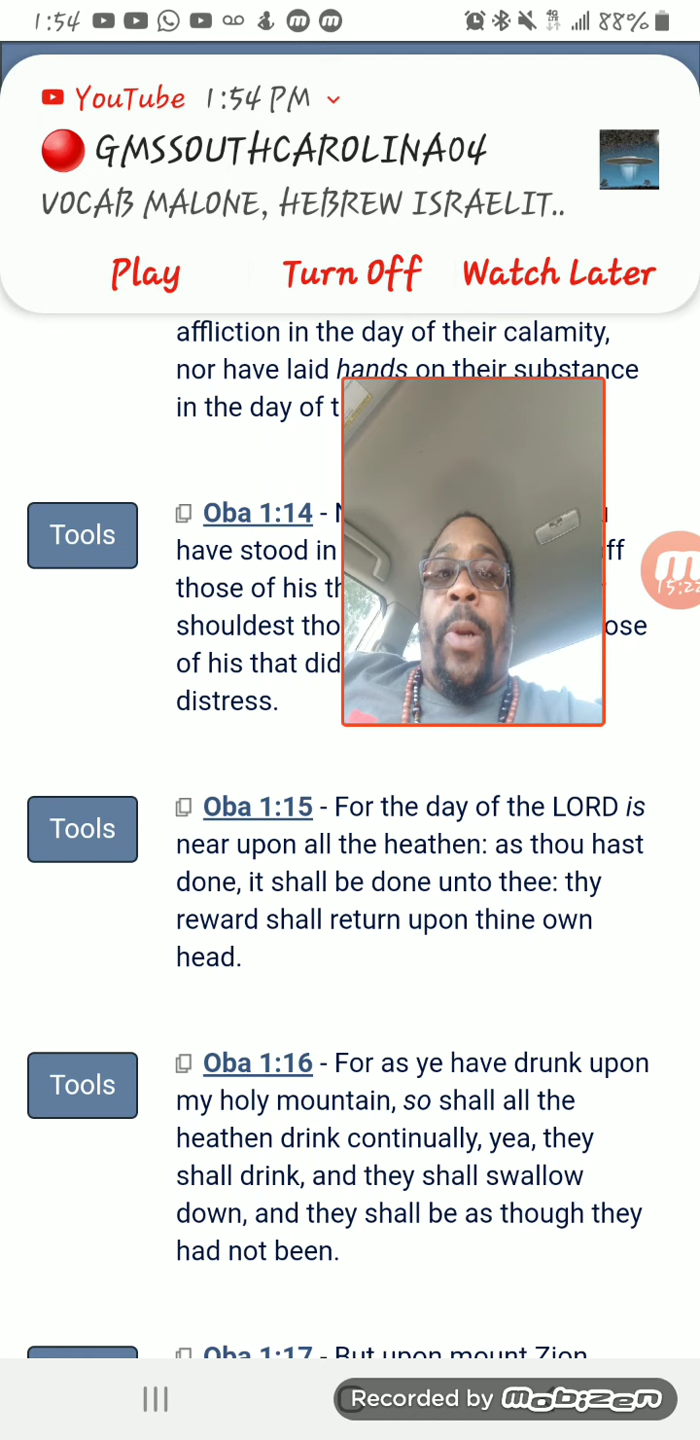 1:54 88%
YouTube 1:54 PM
GMSSOUTHCAROLINA04
VOCAB MALONE, HEBREW ISRAELIT..
Play Turn Off Watch Later
affliction in the day of their calamity,
nor have laid hands on their substance
in the day of t
Tools
Oba 1:14 -
have stood in ff
those of his th
shouldest tho ose
of his that did
distress.
Tools
Oba 1:15 - For the day of the LORD is
near upon all the heathen: as thou hast
done, it shall be done unto thee: thy
reward shall return upon thine own
head.
Tools
Oba 1:16 - For as ye have drunk upon
my holy mountain, so shall all the
heathen drink continually, yea, they
shall drink, and they shall swallow
down, and they shall be as though they
had not been.
Oba 1:17 - But upon mount Zion
Recorded by mobizen